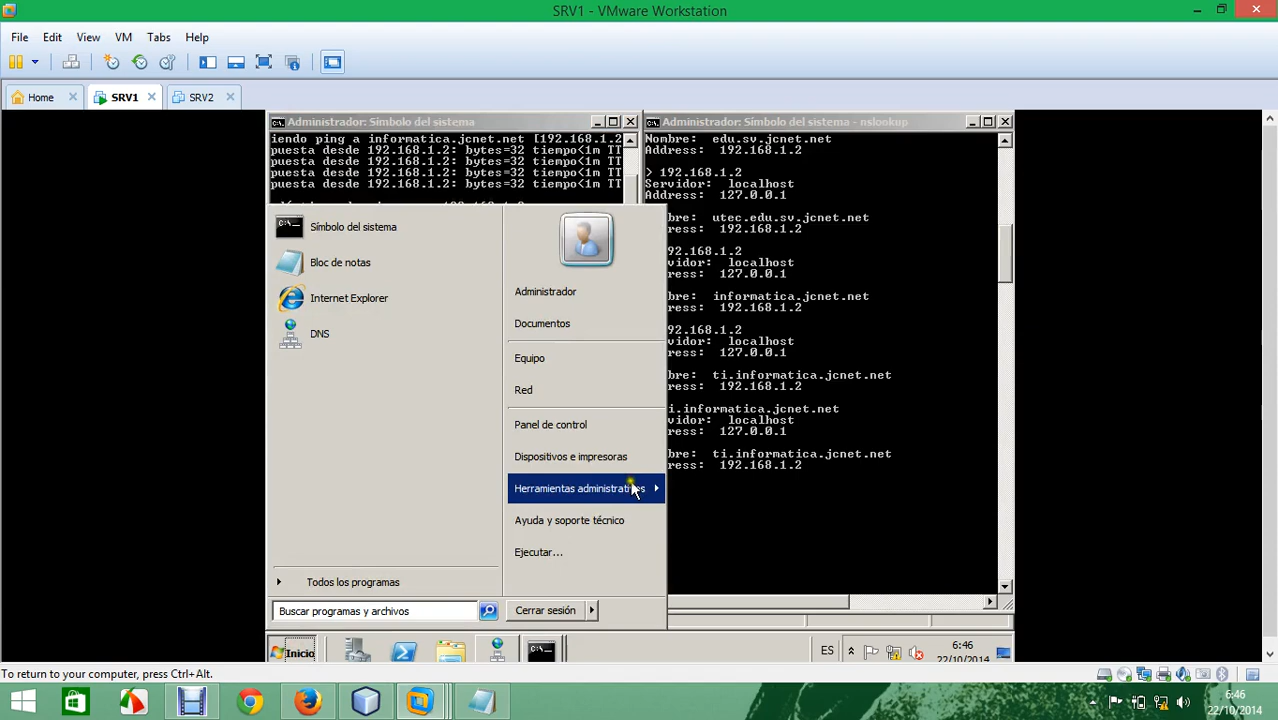 SRV1 - VMware Workstation
File Edit View VM Tabs Help
Home SRV1 SRV2
Administrador: Símbolo del sistema
iendo ping a informatica.jcnet.net [192.168.1.2
puesta desde 192.168.1.2: bytes=32 tiempo<1m TT
puesta desde 192.168.1.2: bytes=32 tiempo<1m TT
puesta desde 192.168.1.2: bytes=32 tiempo<1m TT
puesta desde 192.168.1.2: bytes=32 tiempo<1m TT
Símbolo del sistema
Bloc de notas
Internet Explorer
DNS
Todos los programas
Buscar programas y archivos
Administrador
Documentos
Equipo
Red
Panel de control
Dispositivos e impresoras
Herramientas administrativas
Ayuda y soporte técnico
Ejecutar...
Cerrar sesión
Administrador: Símbolo del sistema - nslookup
Nombre: edu.sv.jcnet.net
Address: 192.168.1.2
> 192.168.1.2
Servidor: localhost
Address: 127.0.0.1
bre: utec.edu.sv.jcnet.net
ress: 192.168.1.2
92.168.1.2
vidor: localhost
ress: 127.0.0.1
bre: informatica.jcnet.net
ress: 192.168.1.2
92.168.1.2
vidor: localhost
ress: 127.0.0.1
bre: ti.informatica.jcnet.net
ress: 192.168.1.2
i.informatica.jcnet.net
vidor: localhost
ress: 127.0.0.1
bre: ti.informatica.jcnet.net
ress: 192.168.1.2
Inicio
ES
6:46
22/10/2014
To return to your computer, press Ctrl+Alt.
6:46
22/10/2014